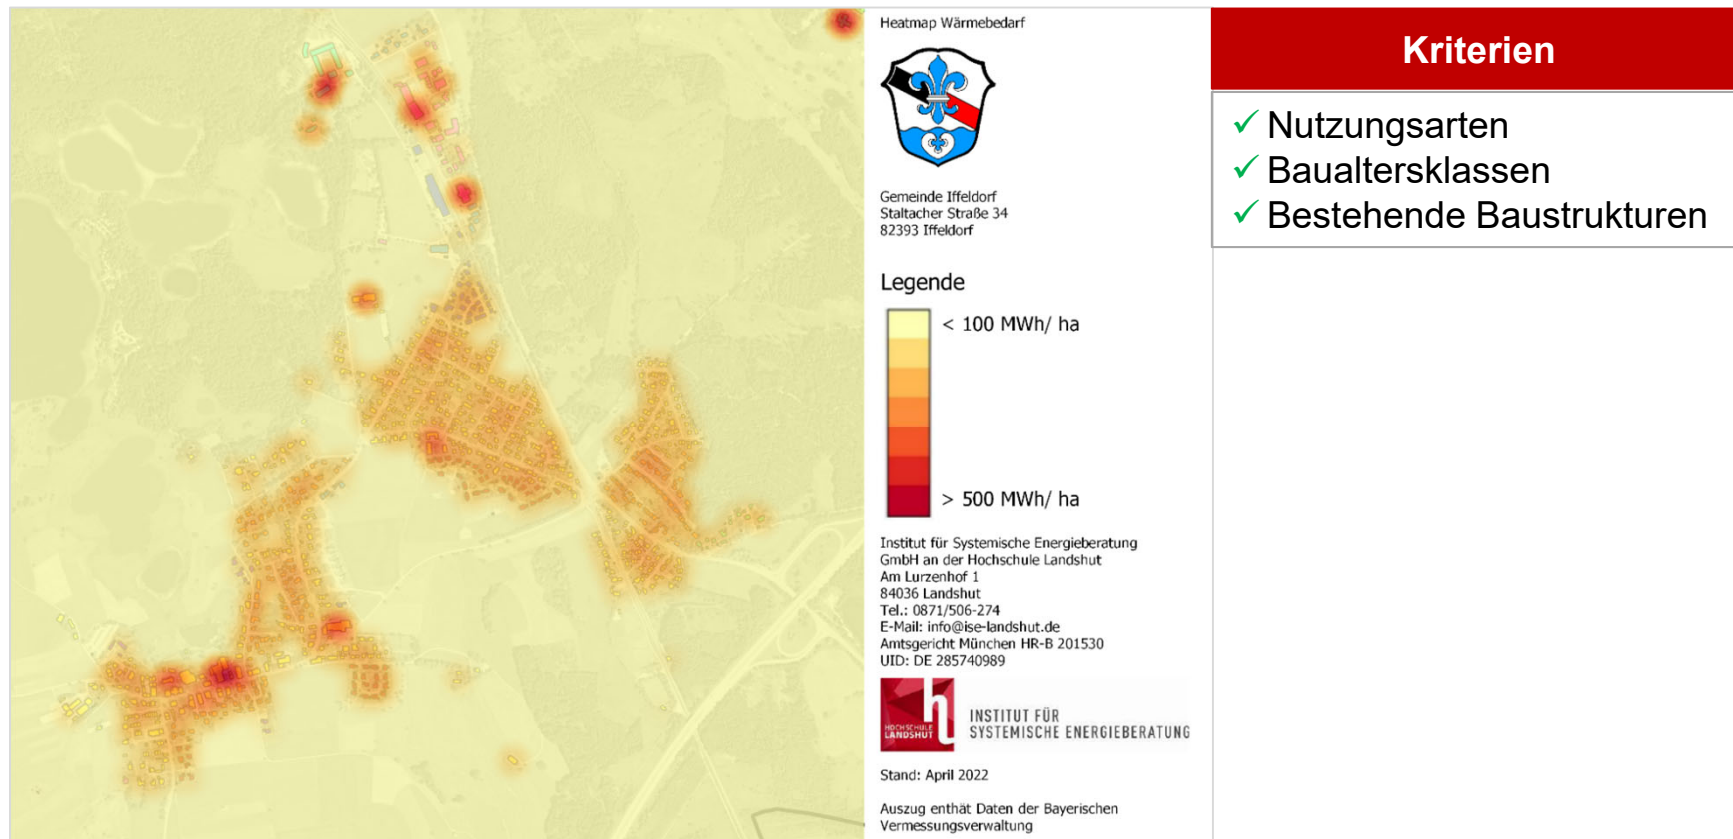 Heatmap Wärmebedarf
Gemeinde Iffeldorf
Staltacher Straße 34
82393 Iffeldorf
Legende
< 100 MWh/ ha
> 500 MWh/ ha
Institut für Systemische Energieberatung
GmbH an der Hochschule Landshut
Am Lurzenhof 1
84036 Landshut
Tel.: 0871/506-274
E-Mail: info@ise-landshut.de
Amtsgericht München HR-B 201530
UID: DE 285740989
h
HOCHSCHULE
LANDSHUT
INSTITUT FÜR
SYSTEMISCHE ENERGIEBERATUNG
Stand: April 2022
Auszug enthät Daten der Bayerischen
Vermessungsverwaltung
Kriterien
✓ Nutzungsarten
✓ Baualtersklassen
✓ Bestehende Baustrukturen